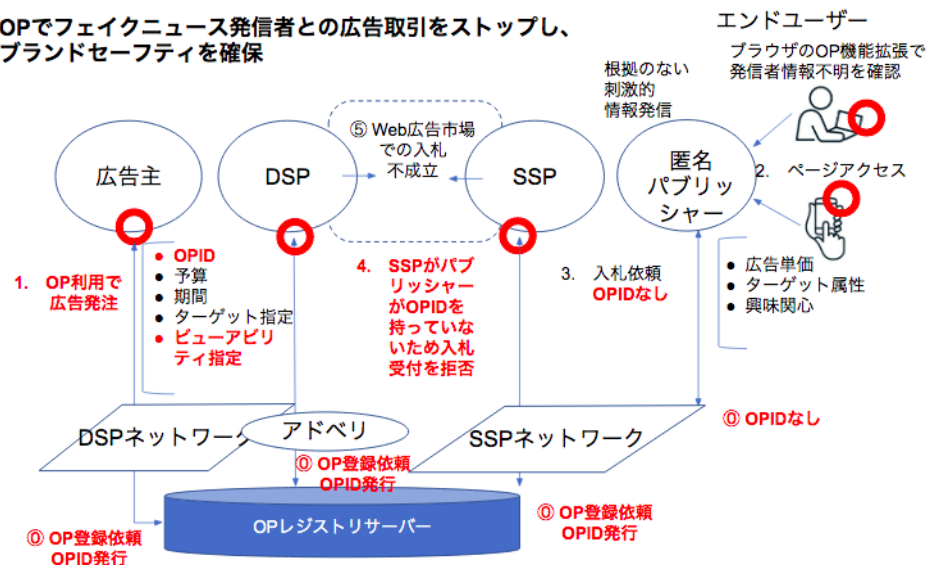 OPでフェイクニュース発信者との広告取引をストップし、
ブランドセーフティを確保
エンドユーザー
ブラウザのOP機能拡張で
発信者情報不明を確認
根拠のない
刺激的
情報発信
広告主
DSP
⑤ Web広告市場
での入札
不成立
SSP
匿名
パブリッ
シャー
2. ページアクセス
1. OP利用で
広告発注
● OPID
● 予算
● 期間
● ターゲット指定
● ビューアビリ
ティ指定
4. SSPがパブ
リッシャー
がOPIDを
持っていな
いため入札
受付を拒否
3. 入札依頼
OPIDなし
● 広告単価
● ターゲット属性
● 興味関心
DSPネットワーク
アドベリ
SSPネットワーク
⓪ OPIDなし
⓪ OP登録依頼
OPID発行
OPレジストリサーバー
⓪ OP登録依頼
OPID発行
⓪ OP登録依頼
OPID発行